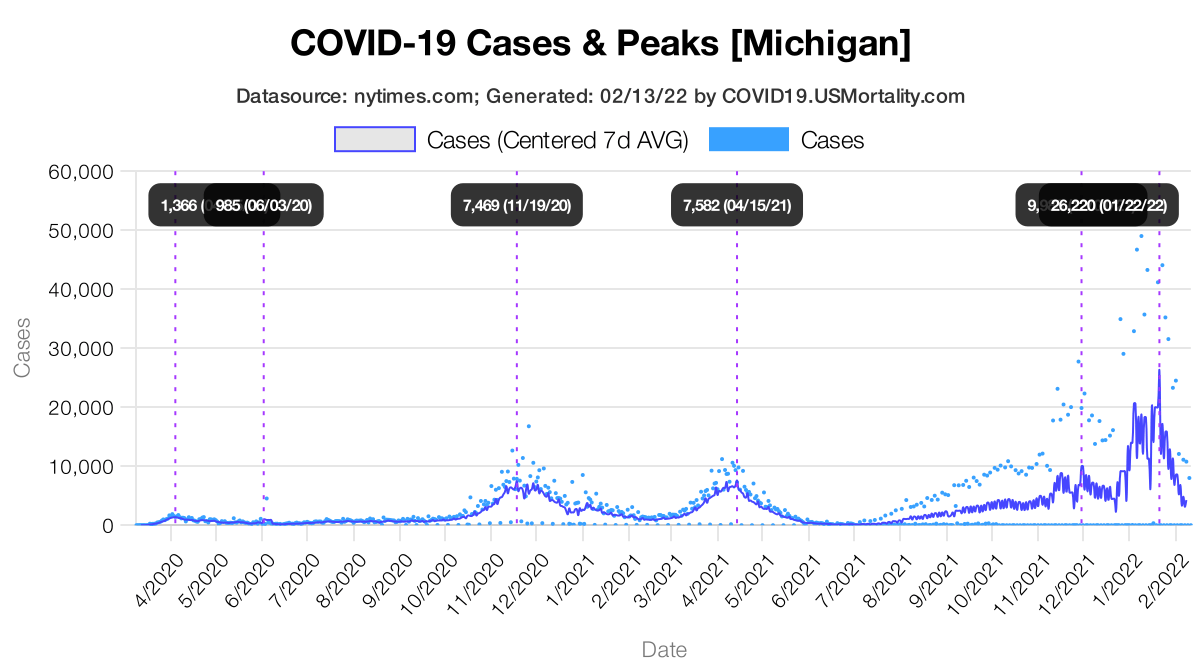 COVID-19 Cases & Peaks [Michigan]
Datasource: nytimes.com; Generated: 02/13/22 by COVID19.USMortality.com
Cases (Centered 7d AVG) Cases
60,000
1,366 985 (06/03/20) 7,469 (11/19/20) 7,582 (04/15/21) 26,220 (01/22/22)
50,000
40,000
30,000
20,000
10,000
0
Cases
4/2020 5/2020 6/2020 7/2020 8/2020 9/2020 10/2020 11/2020 12/2020 1/2021 2/2021 3/2021 4/2021 5/2021 6/2021 7/2021 8/2021 9/2021 10/2021 11/2021 12/2021 1/2022 2/2022
Date